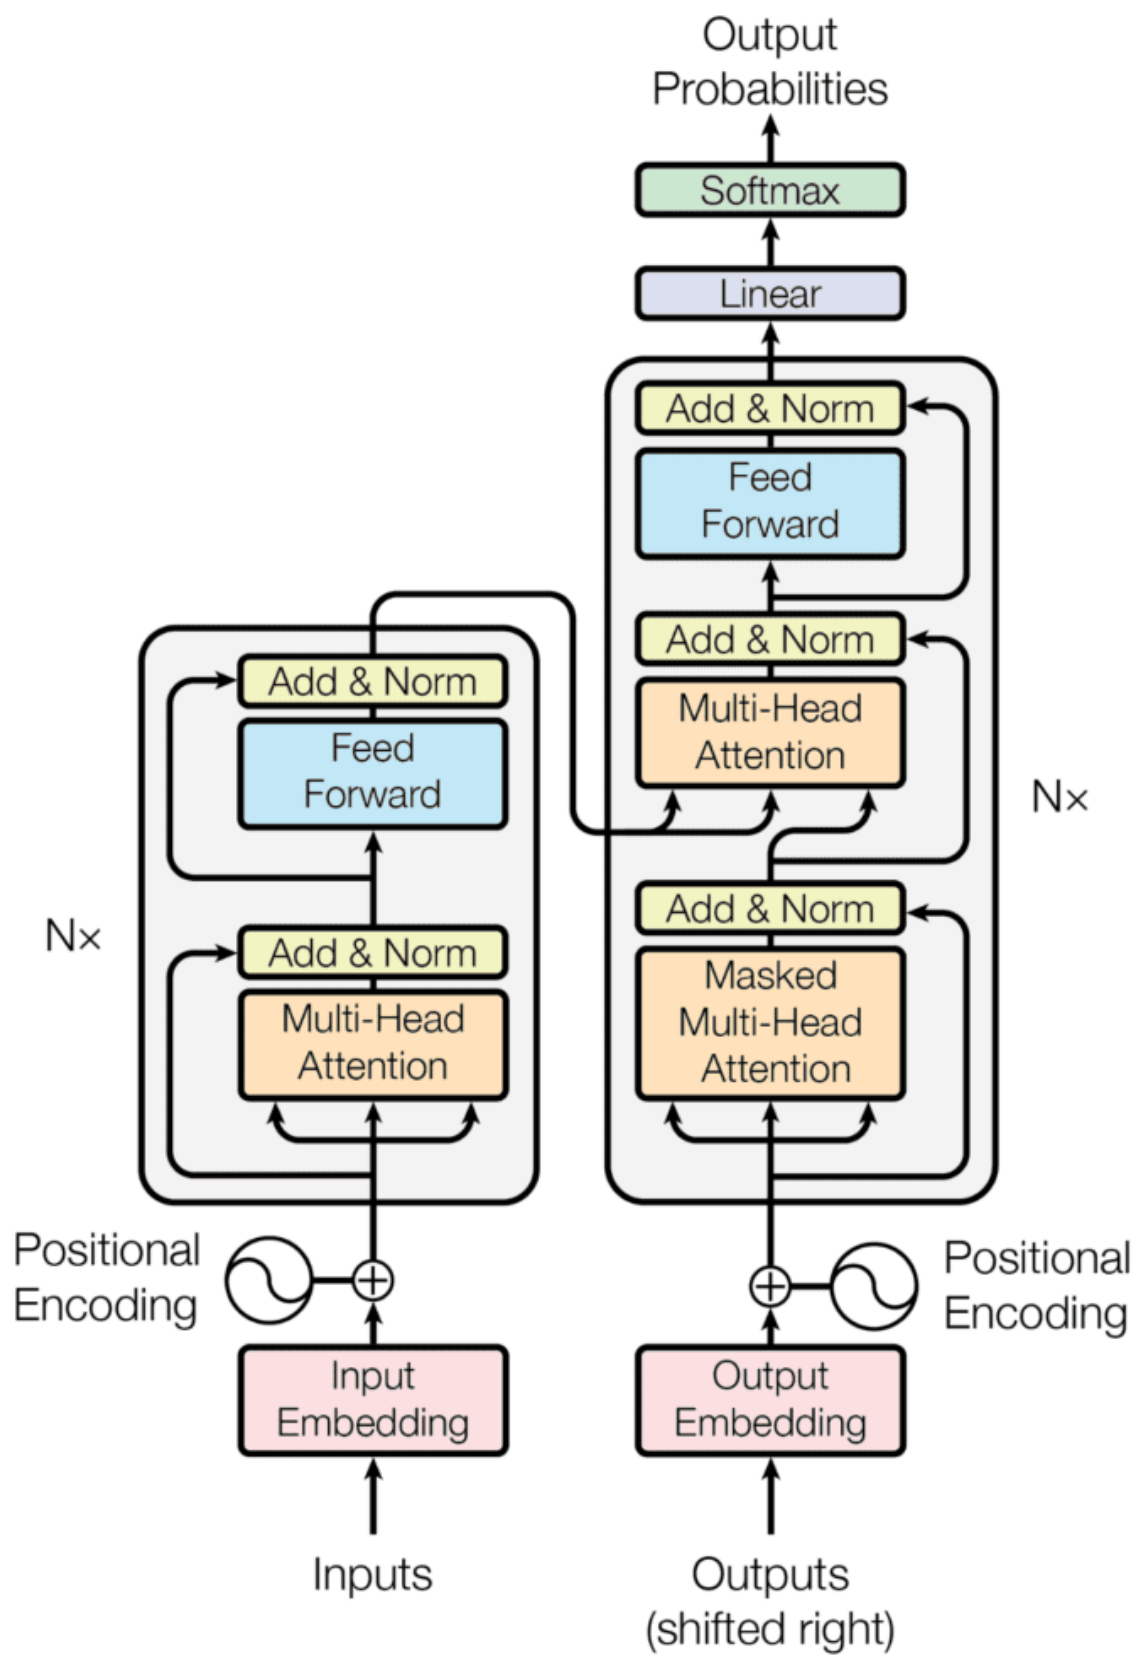 Output
Probabilities
Softmax
Linear
Add & Norm
Feed
Forward
Add & Norm
Multi-Head
Attention
Add & Norm
Masked
Multi-Head
Attention
N×
Positional
Encoding
Output
Embedding
Outputs
(shifted right)
Add & Norm
Feed
Forward
Add & Norm
Multi-Head
Attention
N×
Positional
Encoding
Input
Embedding
Inputs